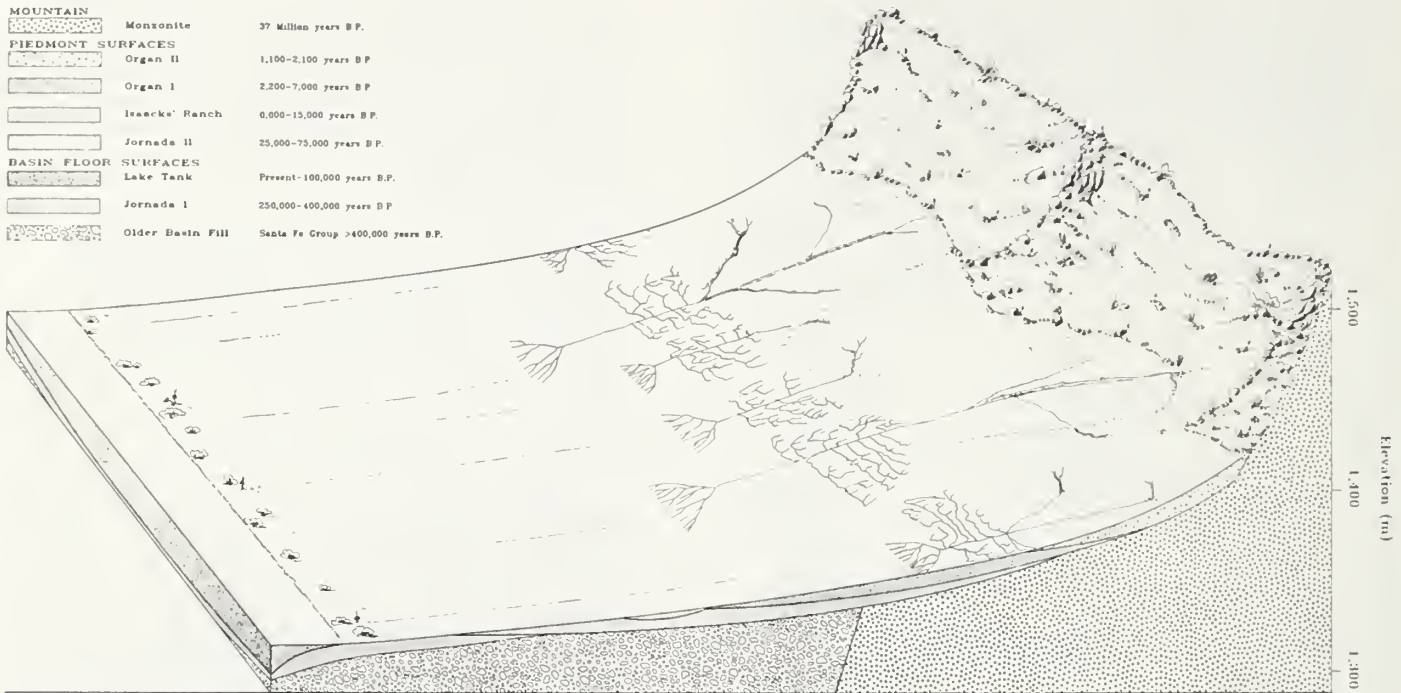 MOUNTAIN
Monzonite 37 Million years B.P.
PIEDMONT SURFACES
Organ II 1,100-2,100 years B.P
Organ I 2,200-7,000 years B.P
Isaacks' Ranch 8,000-15,000 years B.P.
Jornada II 25,000-75,000 years B.P.
BASIN FLOOR SURFACES
Lake Tank Present-100,000 years B.P.
Jornada I 250,000-400,000 years B.P
Older Basin Fill Santa Fe Group >400,000 years B.P.
1,500
1,400
1,300
Elevation (m)